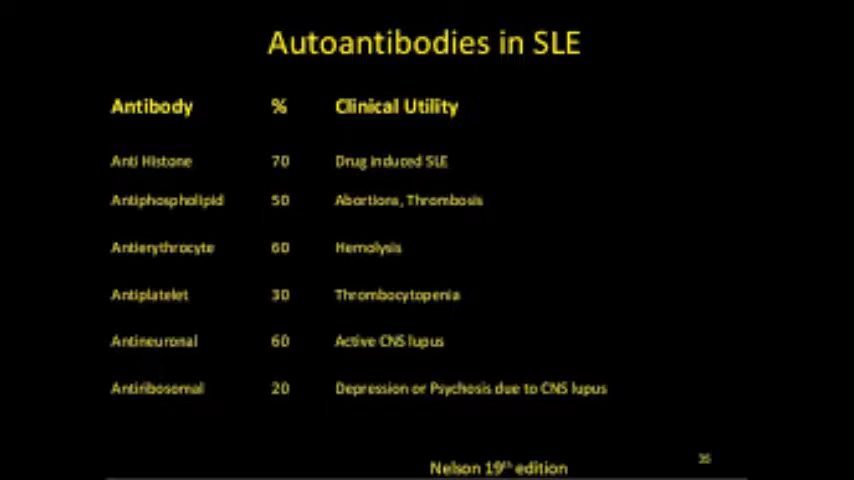 Autoantibodies in SLE
Antibody % Clinical Utility
Anti Histone 70 Drug induced SLE
Antiphospholipid 50 Abortions, Thrombosis
Antierythrocyte 60 Hemolysis
Antiplatelet 30 Thrombocytopenia
Antineuronal 60 Active CNS lupus
Antiribosomal 20 Depression or Psychosis due to CNS lupus
Nelson 19th edition